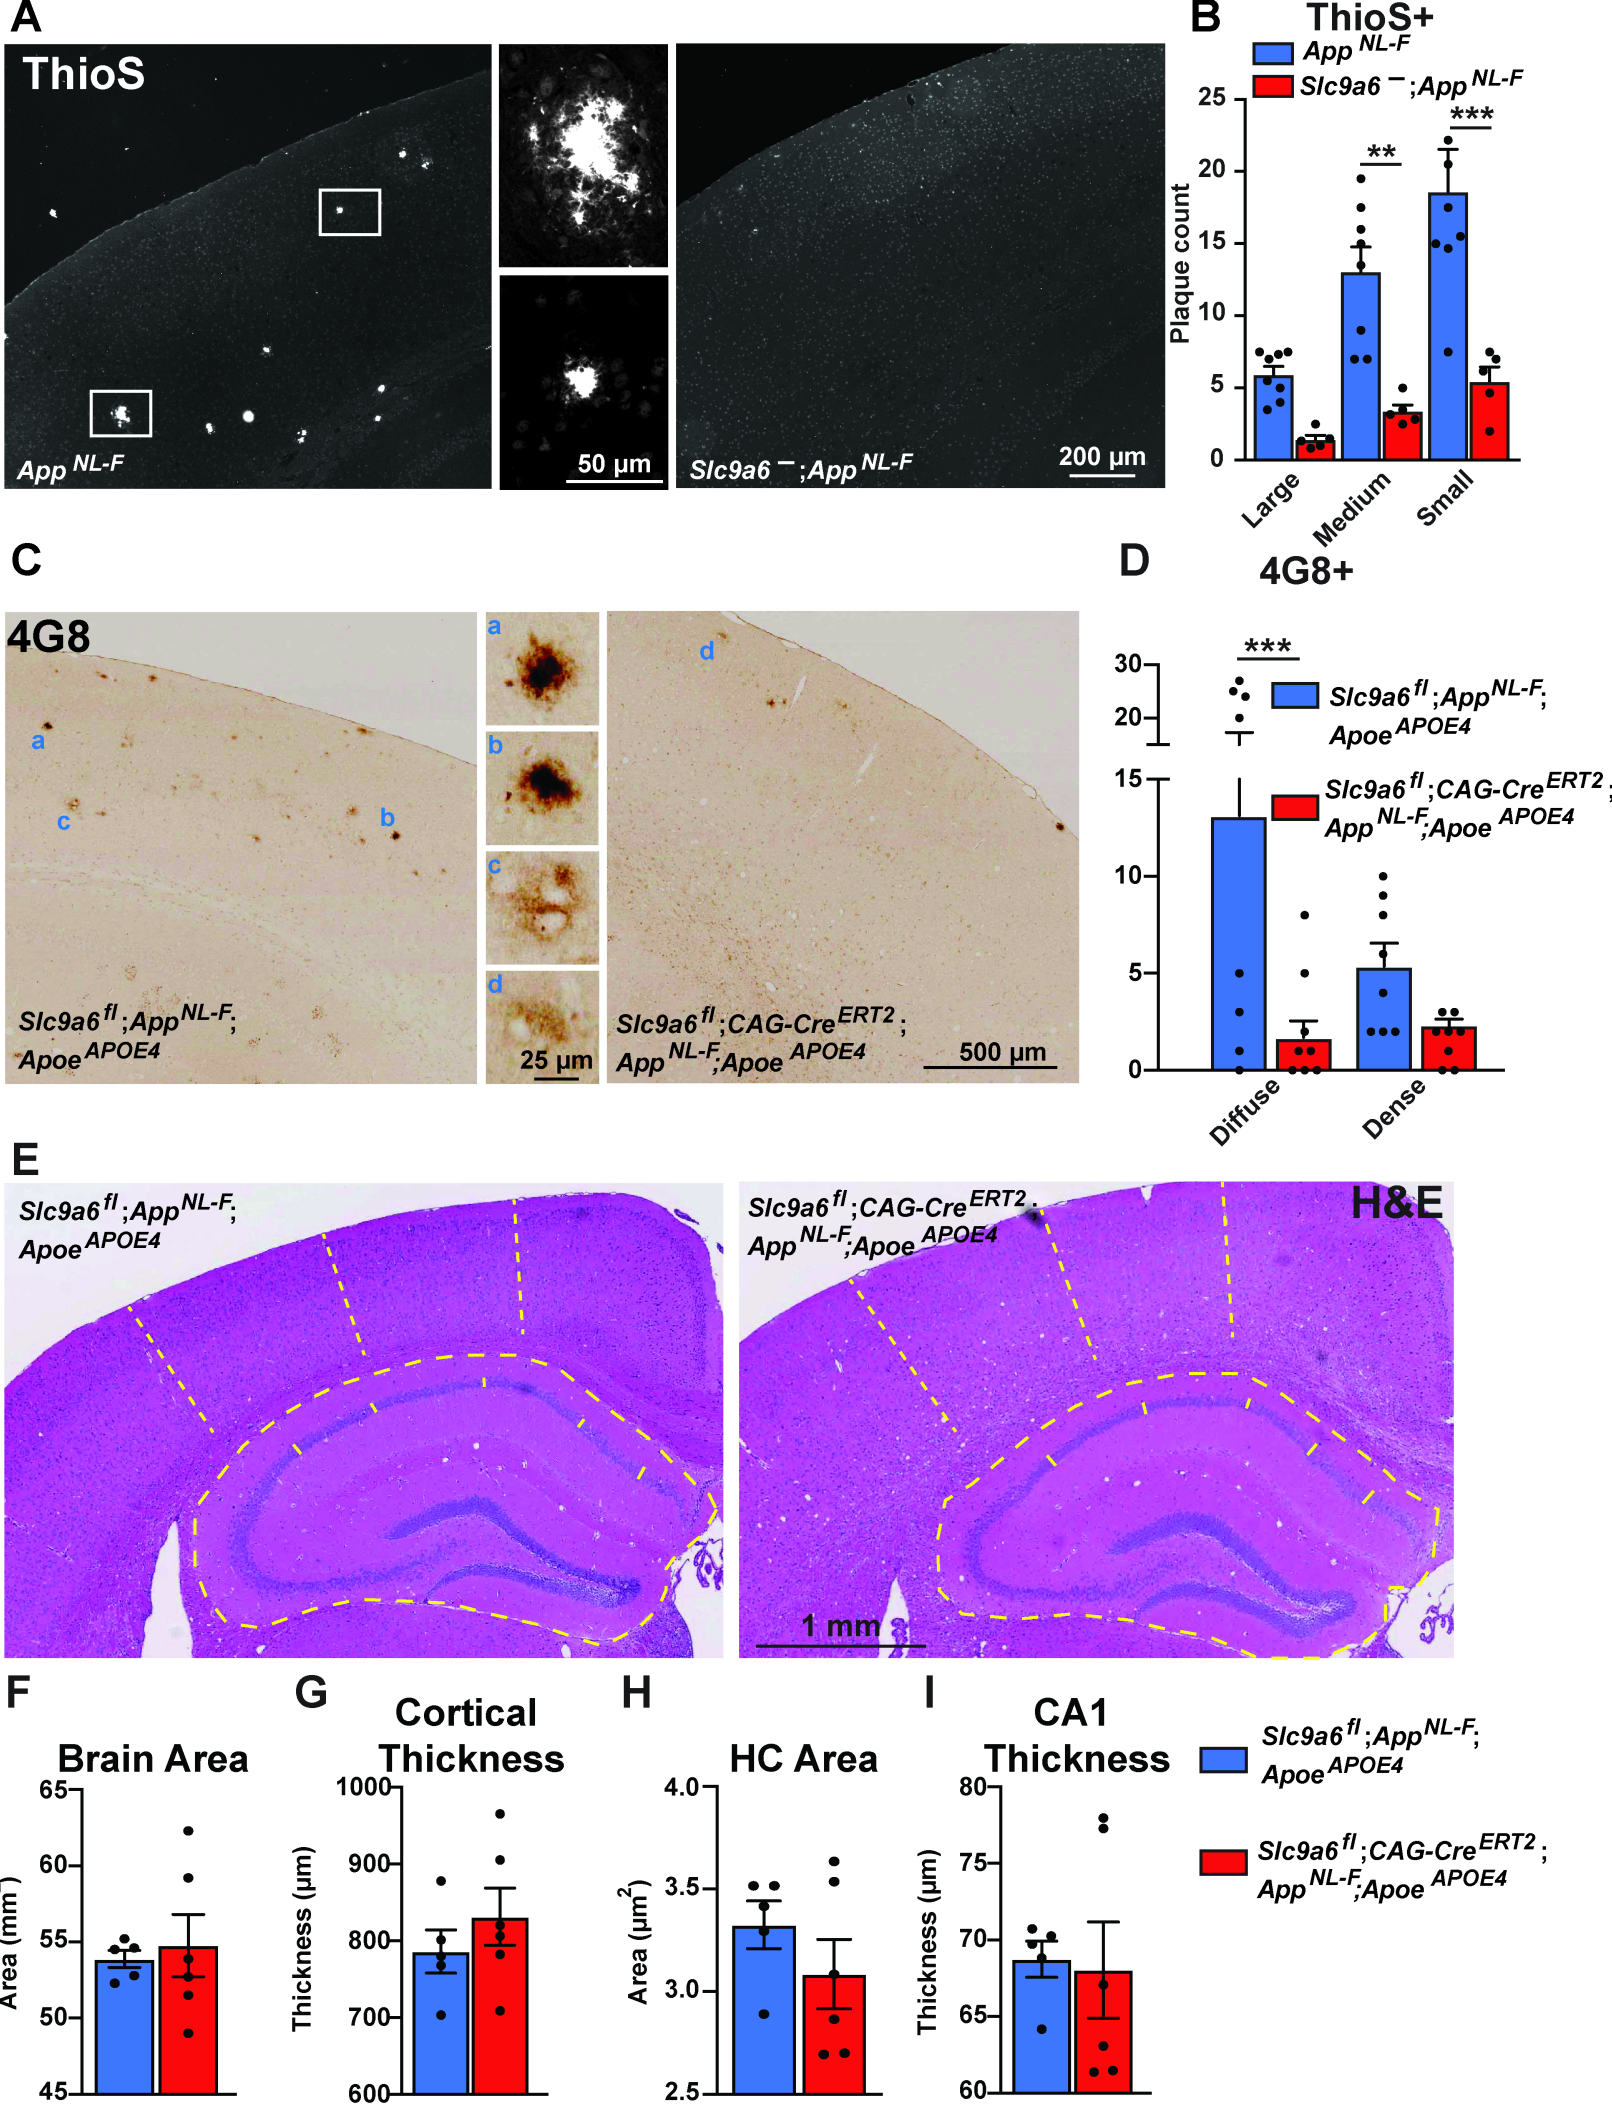 A
ThioS
App NL-F
50 µm
Slc9a6 – ;App NL-F
200 µm
B
ThioS+
App NL-F
Slc9a6 – ;App NL-F
Plaque count
25
20
15
10
5
0
**
***
Large
Medium
Small
C
4G8
a
c
b
Slc9a6 fl ;App NL-F;
Apoe APOE4
a
b
c
d
25 µm
d
Slc9a6 fl ;CAG-Cre ERT2 ;
App NL-F;Apoe APOE4
500 µm
D
4G8+
***
30
20
15
10
5
0
Slc9a6 fl ;App NL-F;
Apoe APOE4
Slc9a6 fl ;CAG-Cre ERT2 ;
App NL-F;Apoe APOE4
Diffuse
Dense
E
Slc9a6 fl ;App NL-F;
Apoe APOE4
Slc9a6 fl ;CAG-Cre ERT2 ;
App NL-F;Apoe APOE4
H&E
1 mm
F
Brain Area
Area (mm
65
60
55
50
45
G
Cortical
Thickness
Thickness (µm)
1000
900
800
700
600
H
HC Area
Area (µm2)
4.0
3.5
3.0
2.5
I
CA1
Thickness
Thickness (µm)
80
75
70
65
60
Slc9a6 fl ;App NL-F;
Apoe APOE4
Slc9a6 fl ;CAG-Cre ERT2 ;
App NL-F;Apoe APOE4